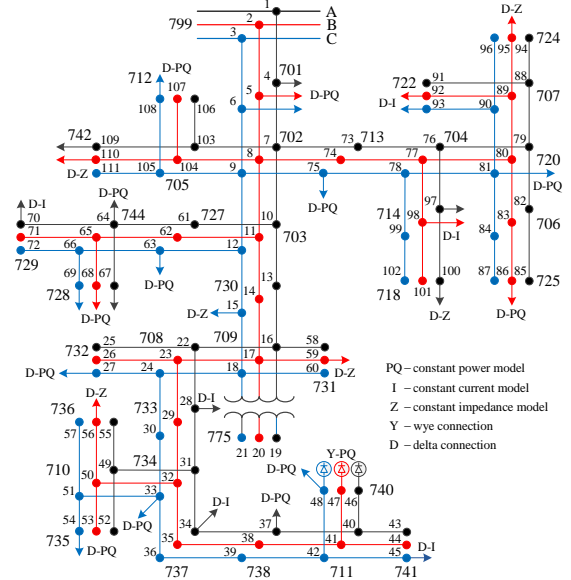 1 A
799 2 B
3 C
D-Z
96 95 94 724
712 D-PQ 4 701
107 5 D-PQ
108 106 6
722 91 88
92 89 707
D-I 93 90
742 109 103 7 702 73 713 76 704 79
110 104 8 74 77 80 720
D-Z 111 105 705 9 75 78 81 D-PQ
D-PQ
D-I D-PQ
70 64 744 61 727 10
71 65 62 11 703
72 66 63 12
729
714 97 98 D-I
99
82
83 706
84
69 68 67 D-PQ
728 D-PQ
730 13
14
D-Z 15
102 101 100
718 D-Z
87 86 85 725
D-PQ
25 708 22 709 16 58
732 26 23 17 59 D-Z
D-PQ 27 24 18 60
731
PQ – constant power model
I – constant current model
Z – constant impedance model
Y – wye connection
D – delta connection
D-Z
736 56 55
57
733 28 D-I
29
30
775
21 20 19
710 49 734 31
50 32
51 33
D-PQ Y-PQ
48 47 46 740
54 53 52
735 D-PQ
D-PQ
34 D-I
D-PQ
37 40 43
35 38 41 44
36 39 42 45 D-I
737 738 711 741